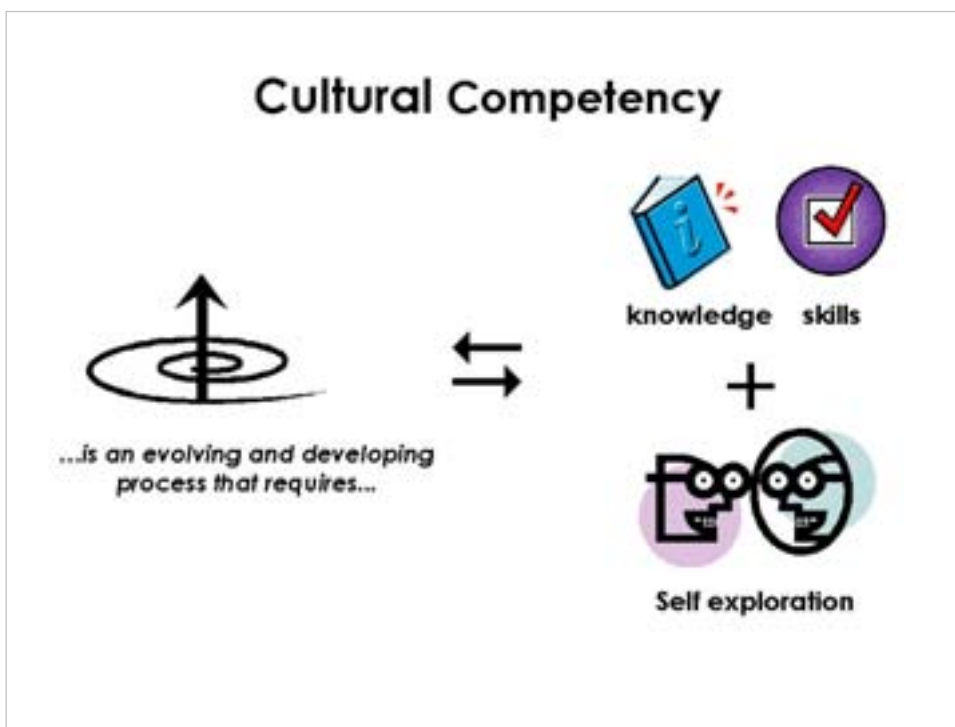 Cultural Competency
i
knowledge
skills
+
...is an evolving and developing
process that requires...
Self exploration